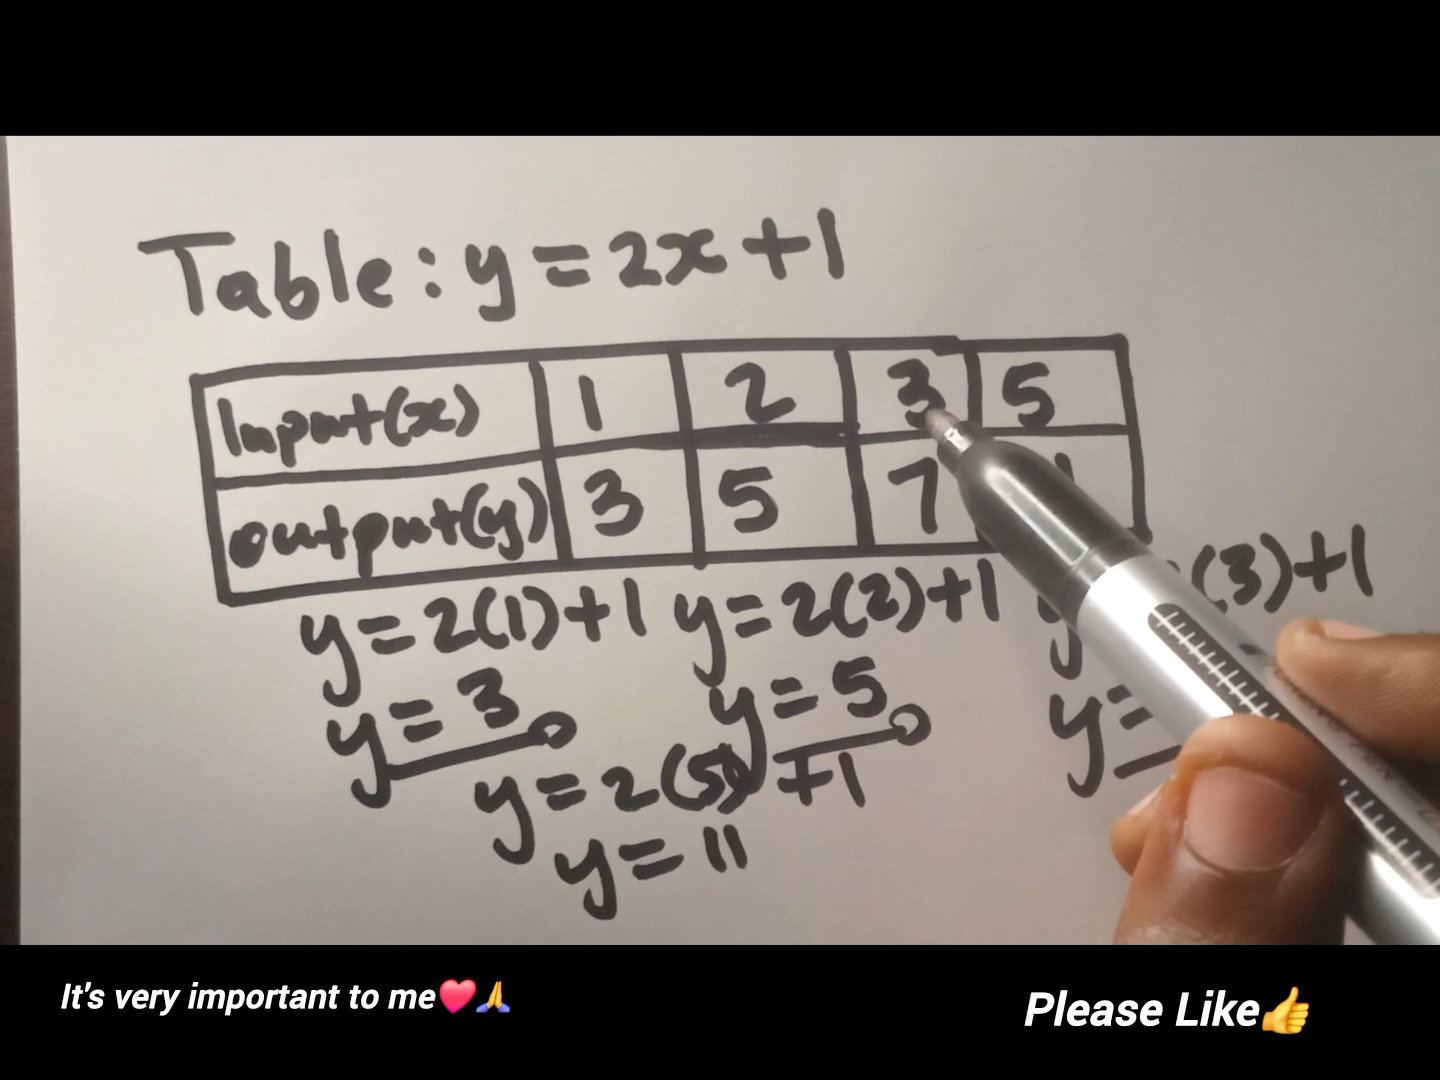 Table: y = 2x + 1
Input(x) 1 2 3 5
output(y) 3 5 7
y = 2(1)+1 y = 2(2)+1 (3)+1
y = 3 y = 5 y =
y = 2(5) +1
y = 11
It's very important to me❤️🙏
Please Like👍